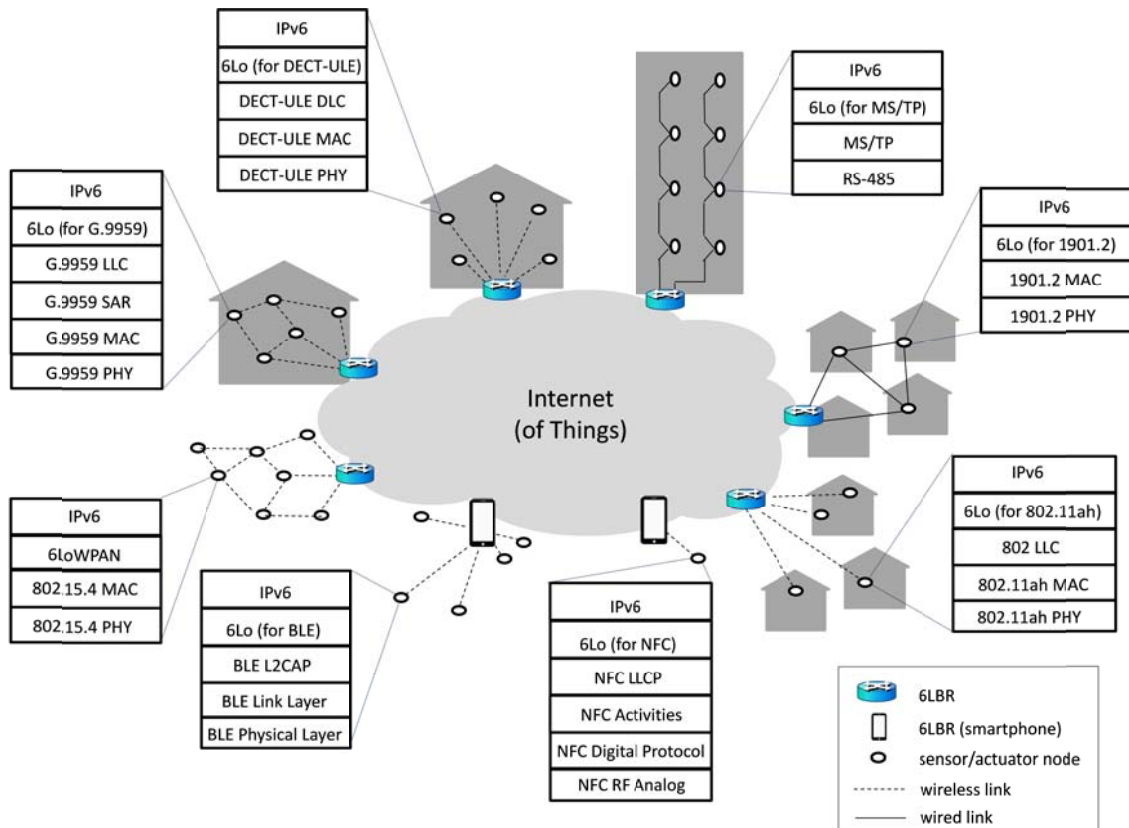 IPv6
6Lo (for DECT-ULE)
DECT-ULE DLC
DECT-ULE MAC
DECT-ULE PHY
IPv6
6Lo (for MS/TP)
MS/TP
RS-485
IPv6
6Lo (for G.9959)
G.9959 LLC
G.9959 SAR
G.9959 MAC
G.9959 PHY
IPv6
6Lo (for 1901.2)
1901.2 MAC
1901.2 PHY
Internet
(of Things)
IPv6
6LoWPAN
802.15.4 MAC
802.15.4 PHY
IPv6
6Lo (for BLE)
BLE L2CAP
BLE Link Layer
BLE Physical Layer
IPv6
6Lo (for NFC)
NFC LLCP
NFC Activities
NFC Digital Protocol
NFC RF Analog
IPv6
6Lo (for 802.11ah)
802 LLC
802.11ah MAC
802.11ah PHY
6LBR
6LBR (smartphone)
sensor/actuator node
wireless link
wired link